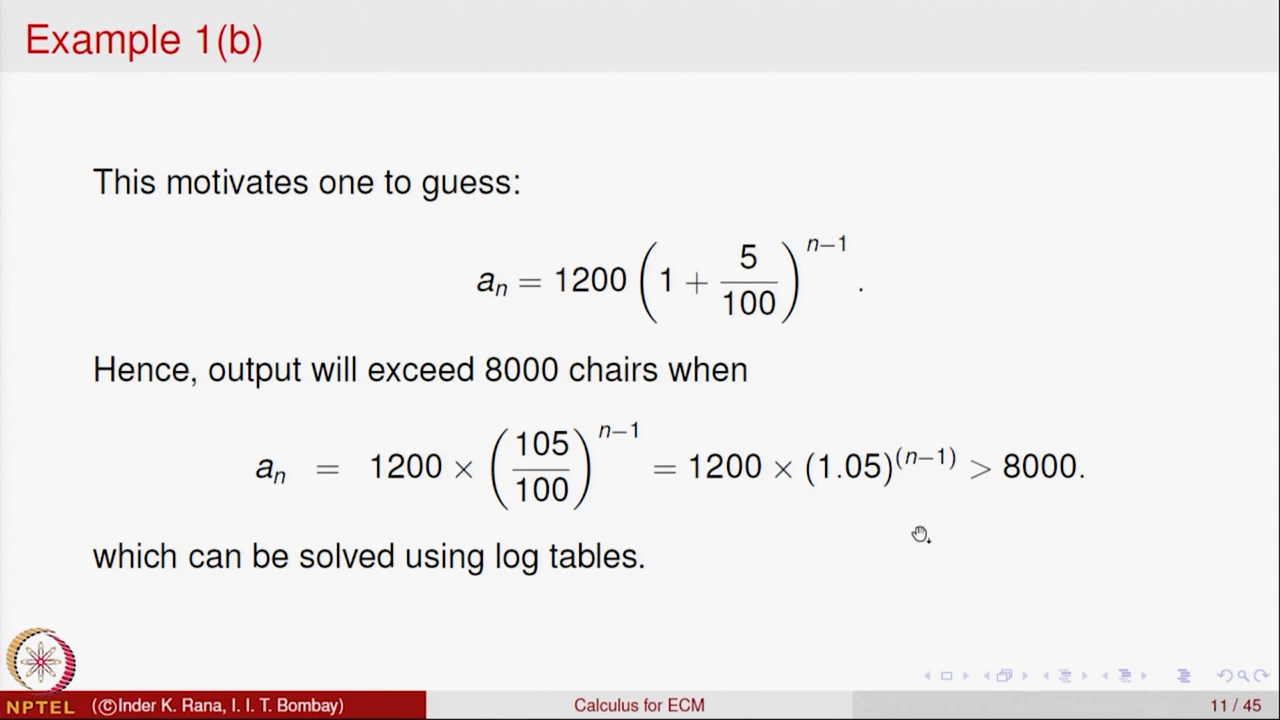 Example 1(b)
This motivates one to guess:
aₙ = 1200 (1 + 5/100)ⁿ⁻¹ .
Hence, output will exceed 8000 chairs when
aₙ = 1200 × (105/100)ⁿ⁻¹ = 1200 × (1.05)⁽ⁿ⁻¹⁾ > 8000.
which can be solved using log tables.
NPTEL
(©Inder K. Rana, I. I. T. Bombay)
Calculus for ECM
11 / 45